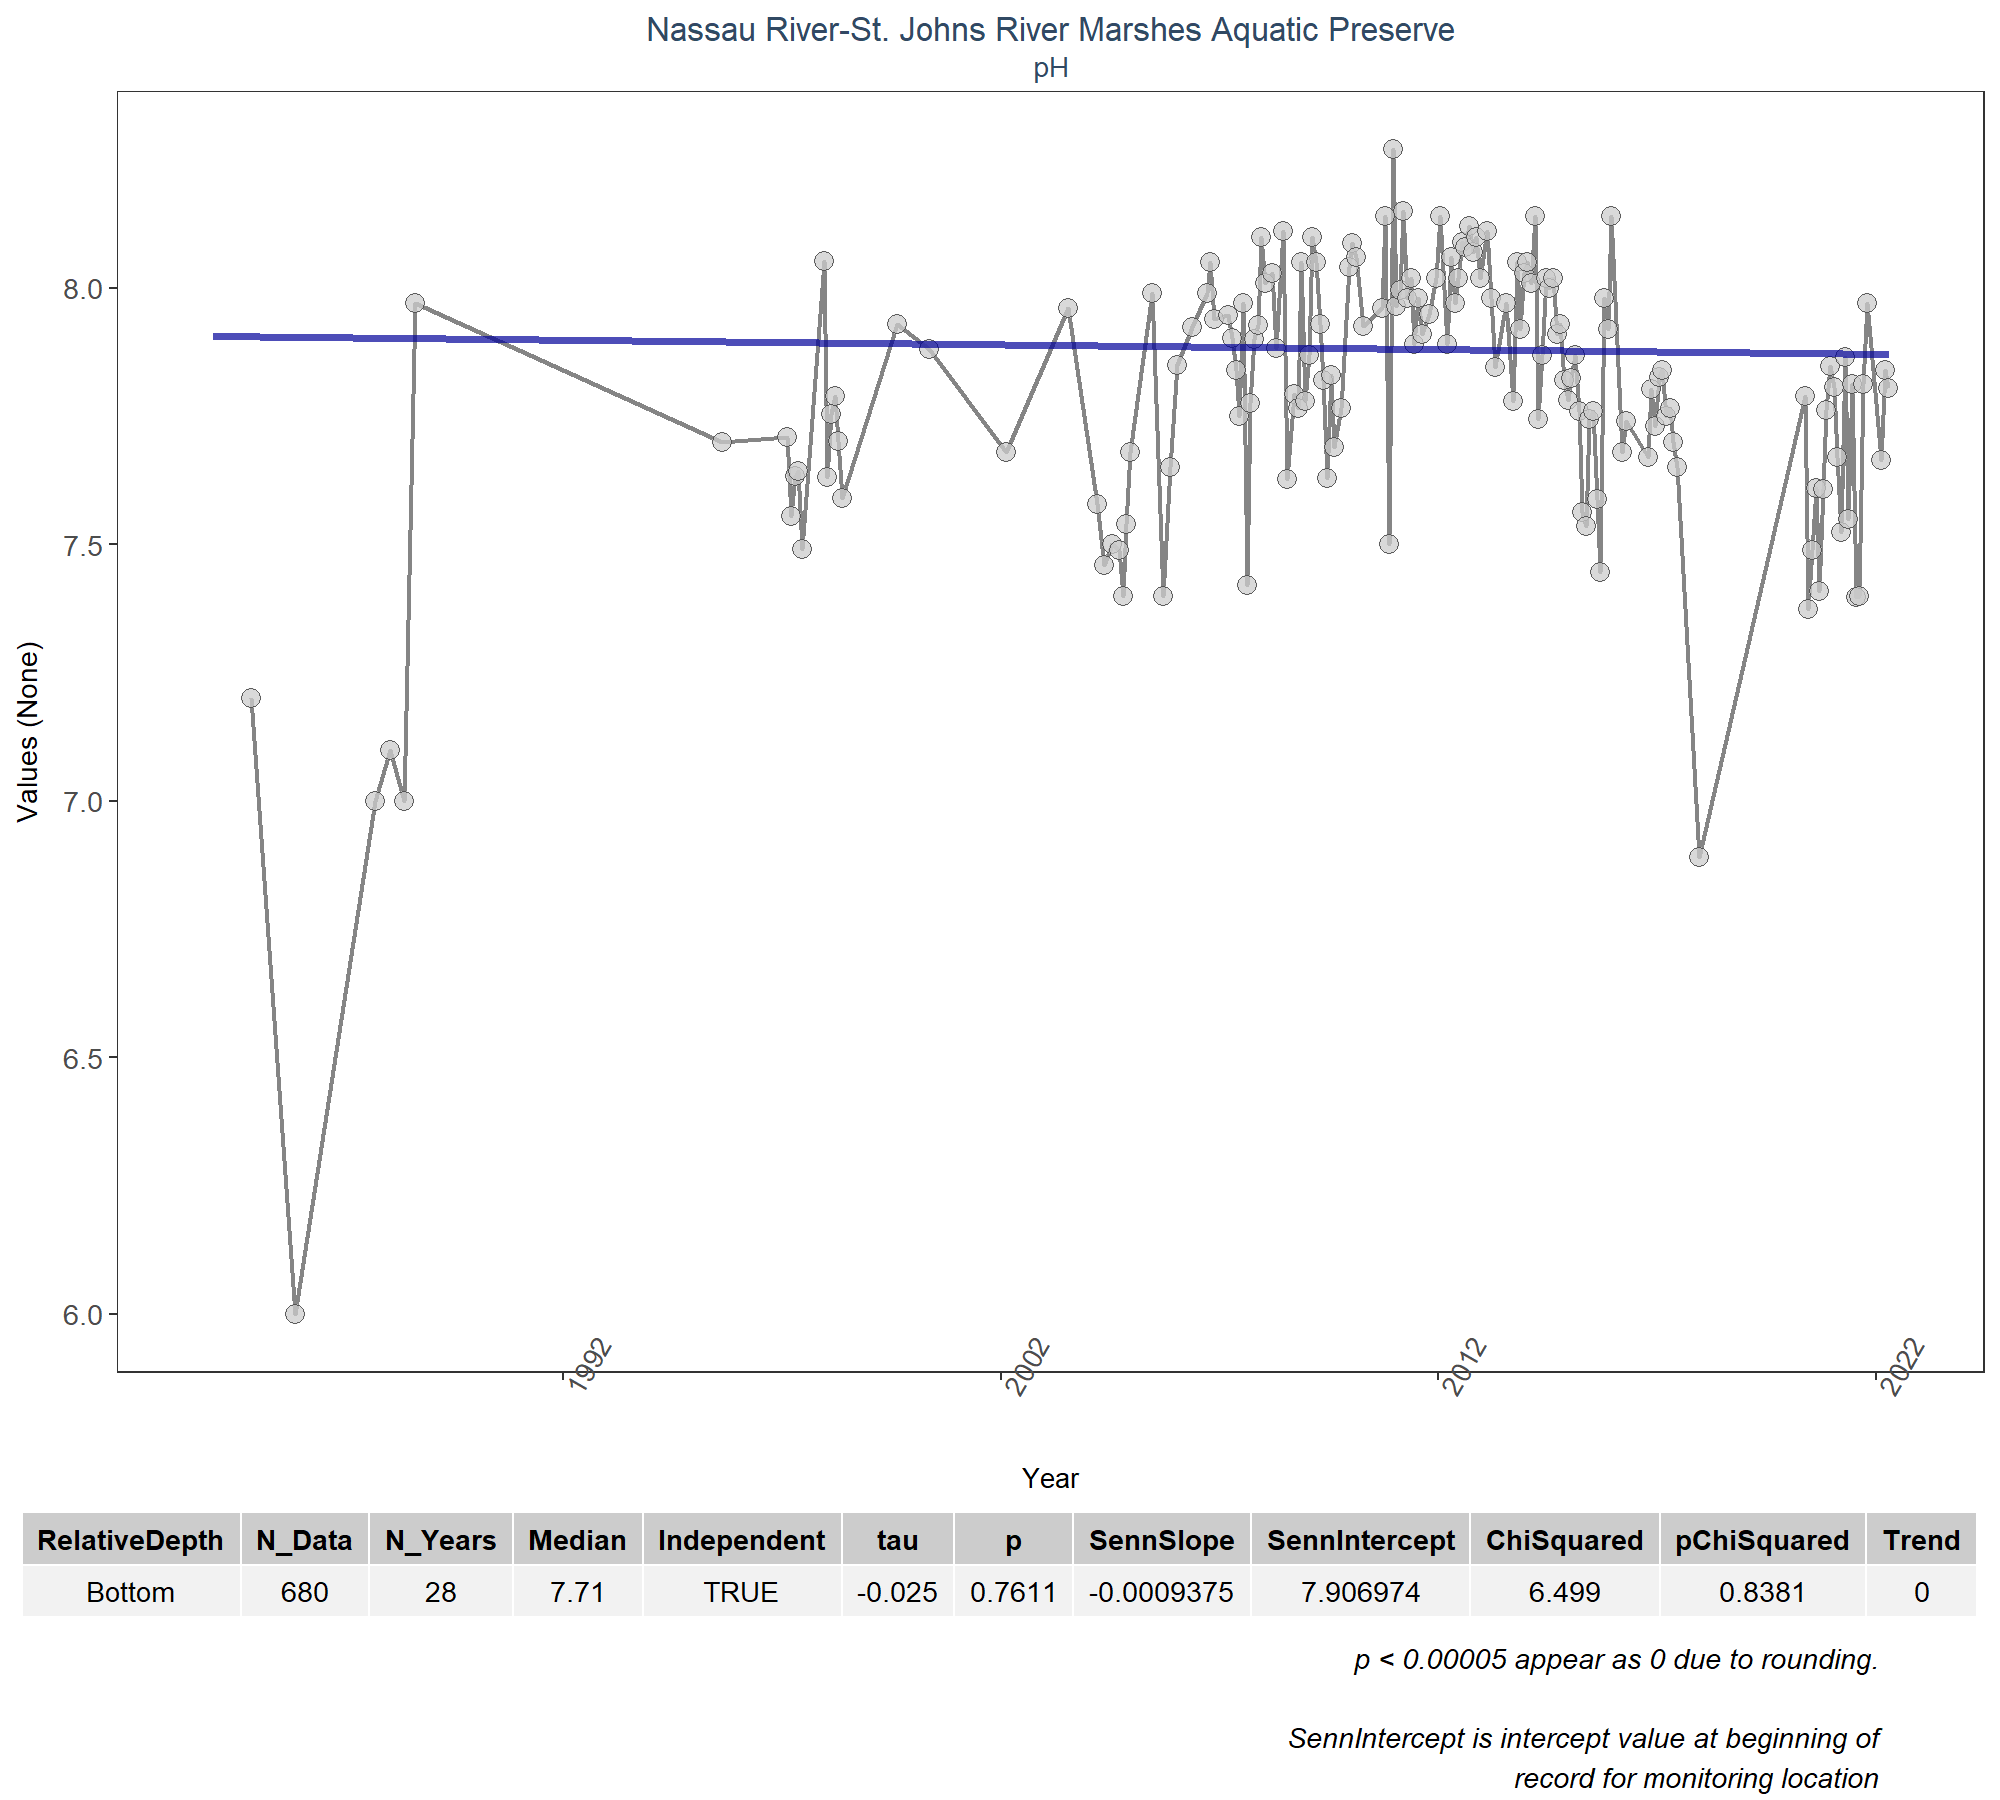 Nassau River-St. Johns River Marshes Aquatic Preserve
pH
Values (None)
8.0
7.5
7.0
6.5
6.0
1992
2002
2012
2022
Year
RelativeDepth N_Data N_Years Median Independent tau p SennSlope SennIntercept ChiSquared pChiSquared Trend
Bottom 680 28 7.71 TRUE -0.025 0.7611 -0.0009375 7.906974 6.499 0.8381 0
p < 0.00005 appear as 0 due to rounding.
SennIntercept is intercept value at beginning of
record for monitoring location